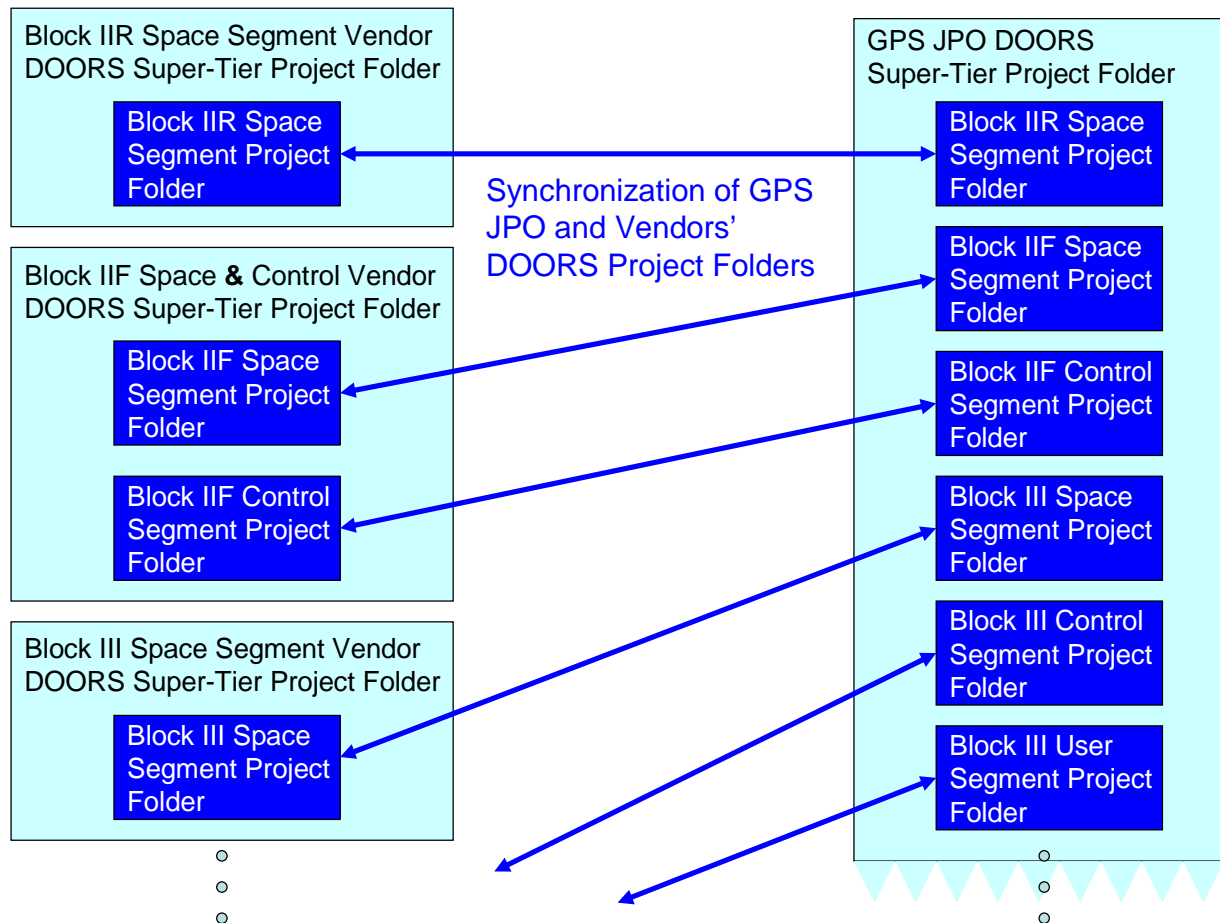 Block IIR Space Segment Vendor
DOORS Super-Tier Project Folder
Block IIR Space
Segment Project
Folder
Block IIF Space & Control Vendor
DOORS Super-Tier Project Folder
Block IIF Space
Segment Project
Folder
Block IIF Control
Segment Project
Folder
Block III Space Segment Vendor
DOORS Super-Tier Project Folder
Block III Space
Segment Project
Folder
Synchronization of GPS
JPO and Vendors’
DOORS Project Folders
GPS JPO DOORS
Super-Tier Project Folder
Block IIR Space
Segment Project
Folder
Block IIF Space
Segment Project
Folder
Block IIF Control
Segment Project
Folder
Block III Space
Segment Project
Folder
Block III Control
Segment Project
Folder
Block III User
Segment Project
Folder